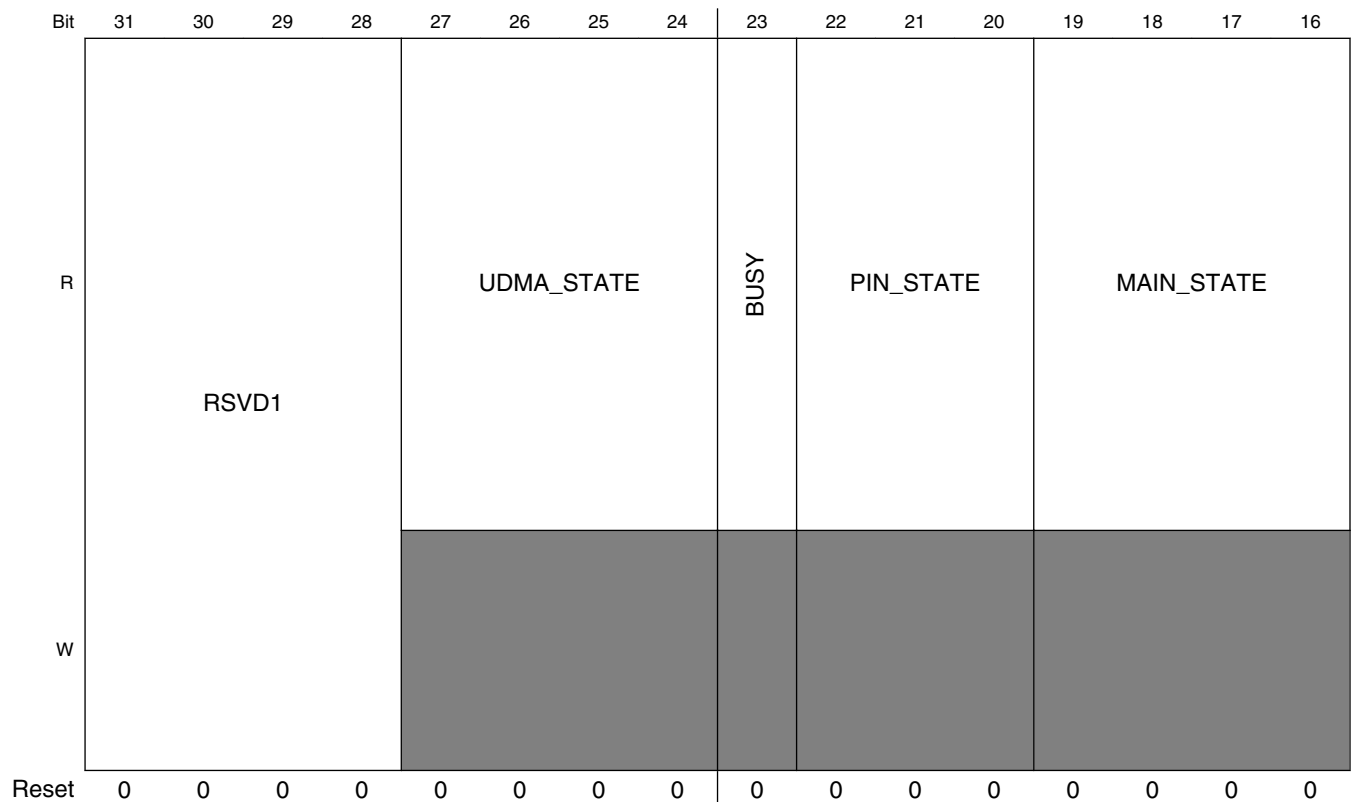 Bit 31 30 29 28 27 26 25 24 23 22 21 20 19 18 17 16
R UDMA_STATE BUSY PIN_STATE MAIN_STATE
RSVD1
W
Reset 0 0 0 0 0 0 0 0 0 0 0 0 0 0 0 0